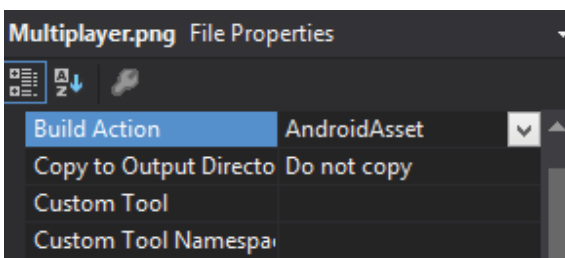 Multiplayer.png File Properties
Build Action AndroidAsset
Copy to Output Directo Do not copy
Custom Tool
Custom Tool Namespa